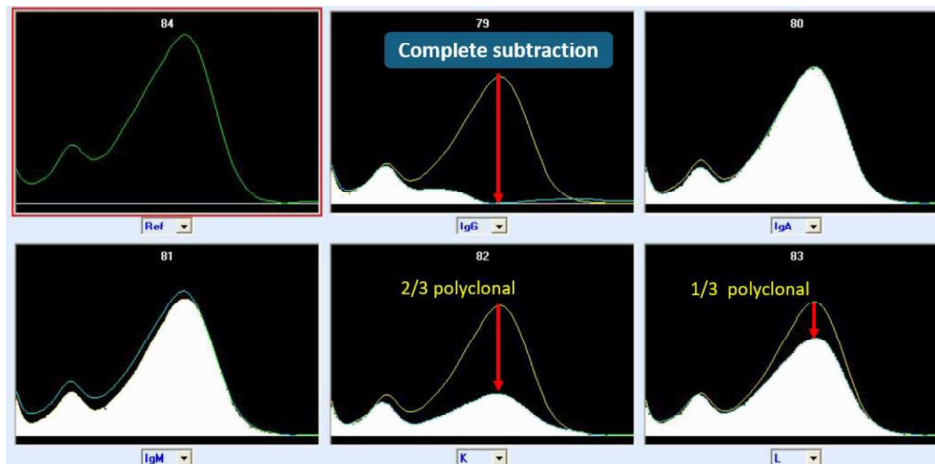 84
79
80
Complete subtraction
Ref
IgG
IgA
81
82
83
2/3 polyclonal
1/3 polyclonal
IgM
K
L